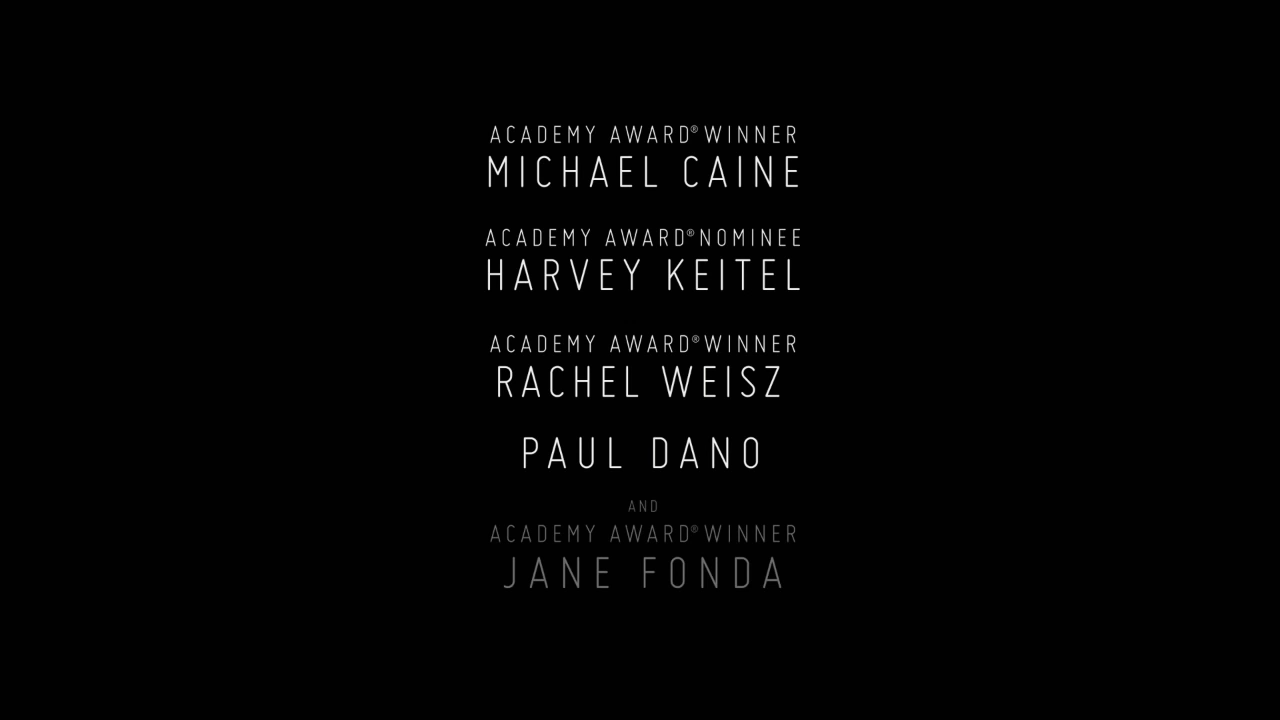 ACADEMY AWARD® WINNER
MICHAEL CAINE
ACADEMY AWARD® NOMINEE
HARVEY KEITEL
ACADEMY AWARD® WINNER
RACHEL WEISZ
PAUL DANO
AND
ACADEMY AWARD® WINNER
JANE FONDA